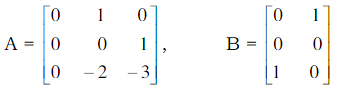 A = [0 1 0
0 0 1
0 −2 −3],
B = [0 1
0 0
1 0]